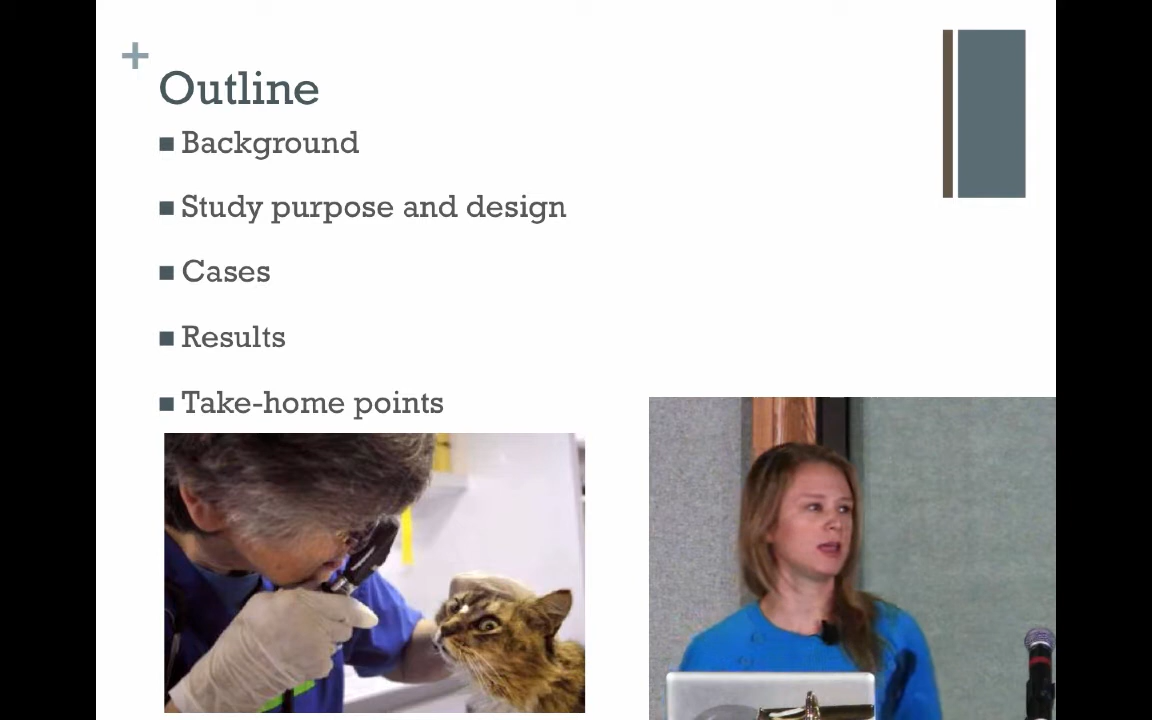 Outline
Background
Study purpose and design
Cases
Results
Take-home points